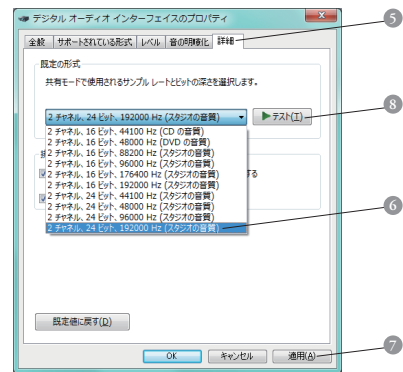 デジタル オーディオ インターフェイスのプロパティ
5
全般 サポートされている形式 レベル 音の明瞭化 詳細
既定の形式
共有モードで使用されるサンプル レートとビットの深さを選択します。
2 チャネル、24 ビット、192000 Hz (スタジオの音質)
テスト(T)
8
2 チャネル、16 ビット、44100 Hz (CD の音質)
2 チャネル、16 ビット、48000 Hz (DVD の音質)
2 チャネル、16 ビット、88200 Hz (スタジオの音質)
2 チャネル、16 ビット、96000 Hz (スタジオの音質)
2 チャネル、16 ビット、176400 Hz (スタジオの音質)
する
2 チャネル、16 ビット、192000 Hz (スタジオの音質)
2 チャネル、24 ビット、44100 Hz (スタジオの音質)
2 チャネル、24 ビット、48000 Hz (スタジオの音質)
2 チャネル、24 ビット、96000 Hz (スタジオの音質)
2 チャネル、24 ビット、192000 Hz (スタジオの音質)
6
既定値に戻す(D)
OK キャンセル 適用(A)
7